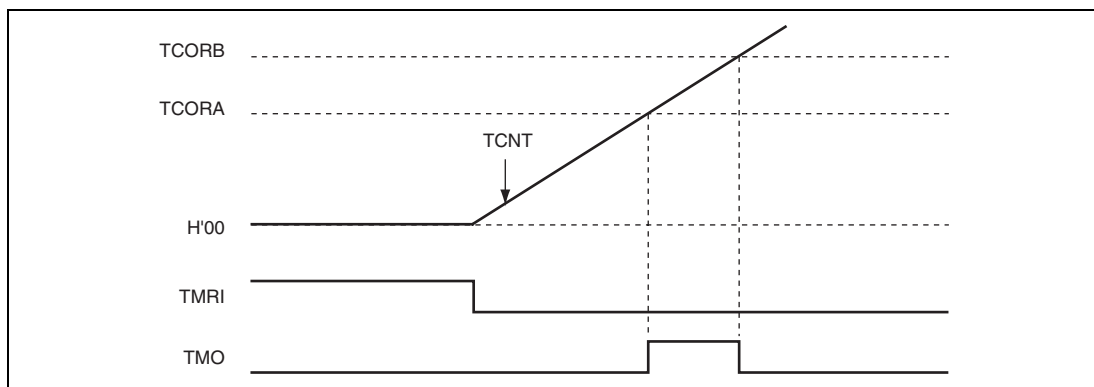 TCORB
TCORA
TCNT
H'00
TMRI
TMO